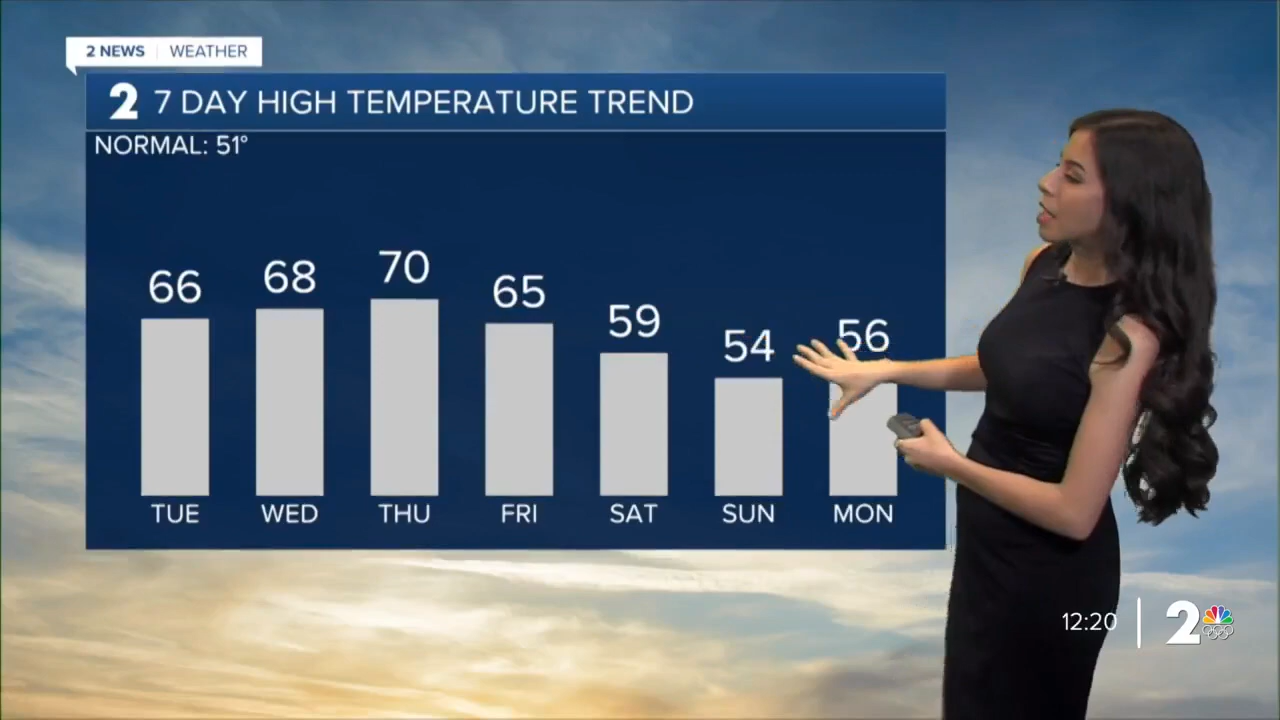 2 NEWS | WEATHER
2 7 DAY HIGH TEMPERATURE TREND
NORMAL: 51°
66 68 70 65 59 54 56
TUE WED THU FRI SAT SUN MON
12:20 | 2